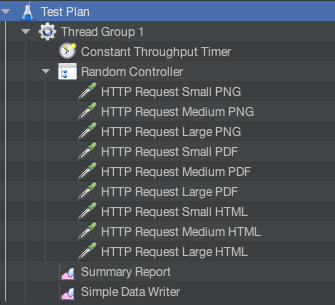 Test Plan
Thread Group 1
Constant Throughput Timer
Random Controller
HTTP Request Small PNG
HTTP Request Medium PNG
HTTP Request Large PNG
HTTP Request Small PDF
HTTP Request Medium PDF
HTTP Request Large PDF
HTTP Request Small HTML
HTTP Request Medium HTML
HTTP Request Large HTML
Summary Report
Simple Data Writer